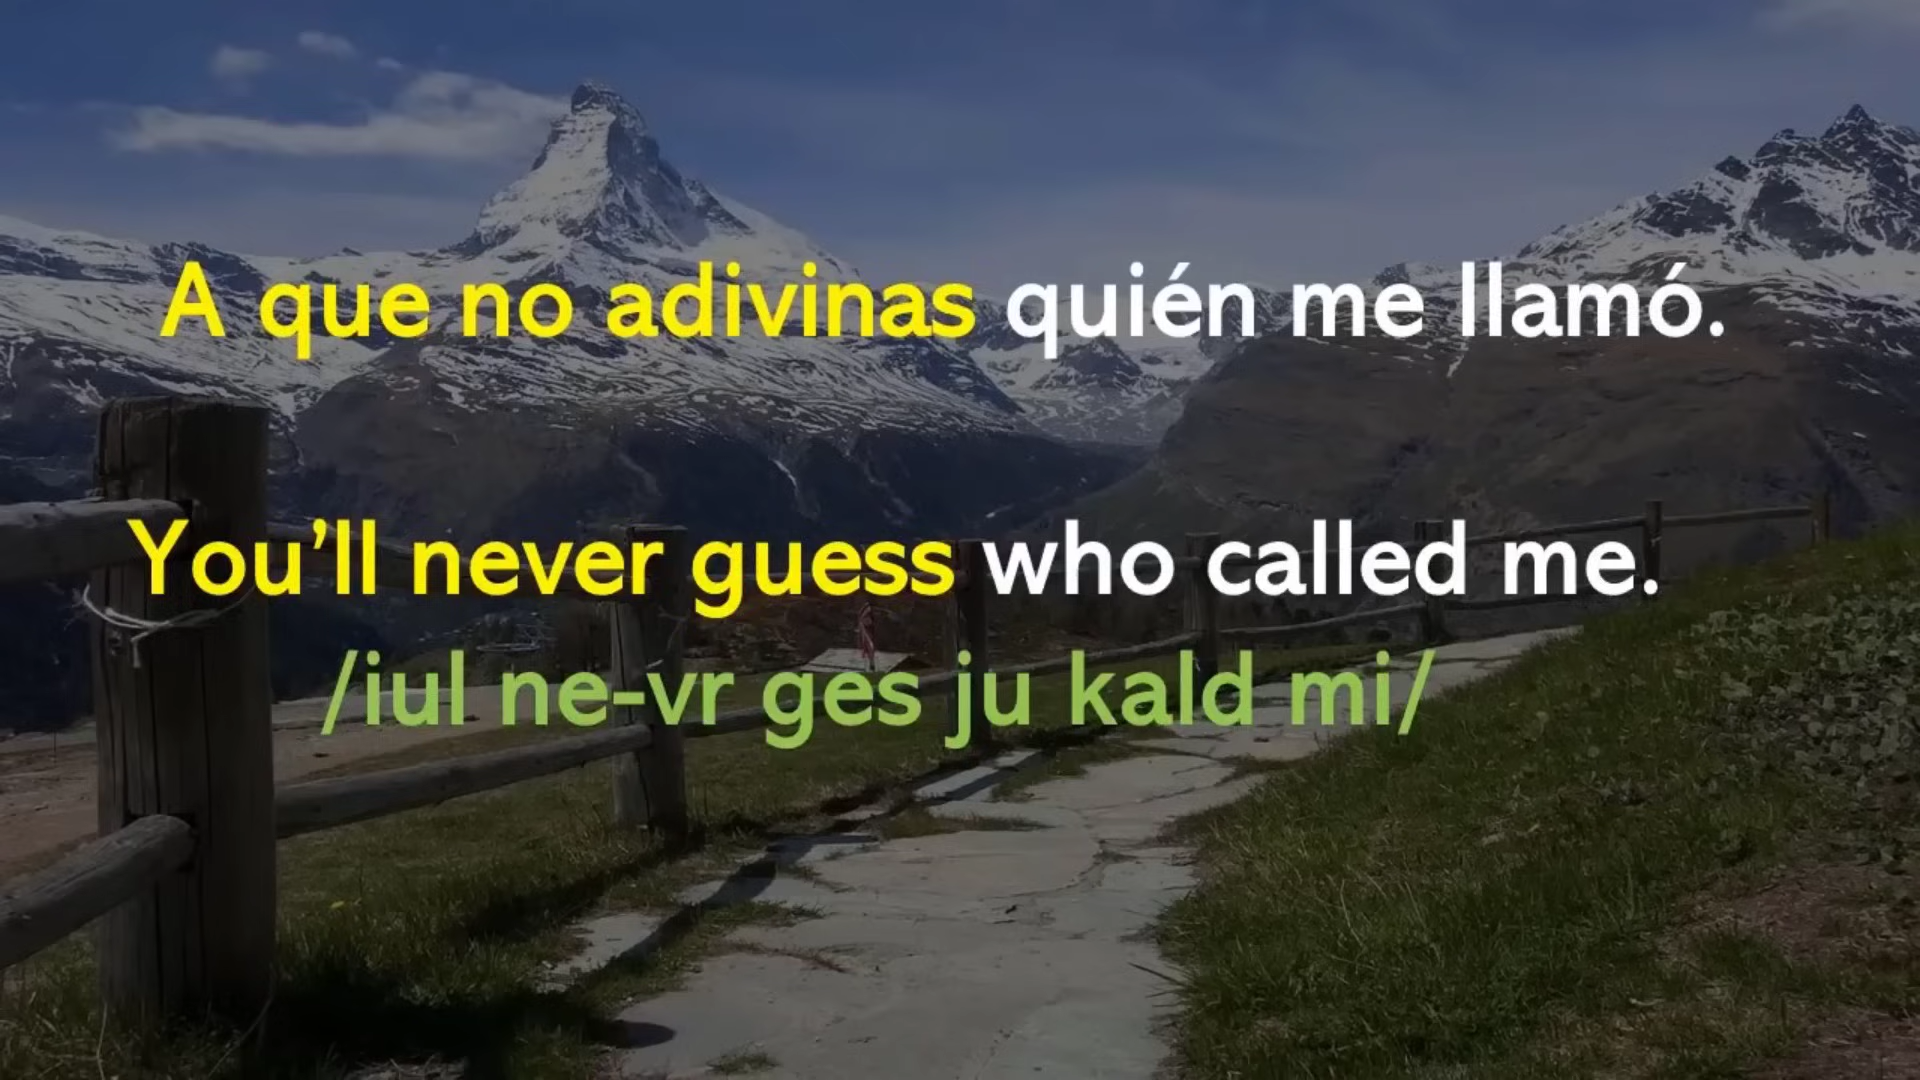 A que no adivinas quién me llamó.
You’ll never guess who called me.
/iul ne-vr ges ju kald mi/